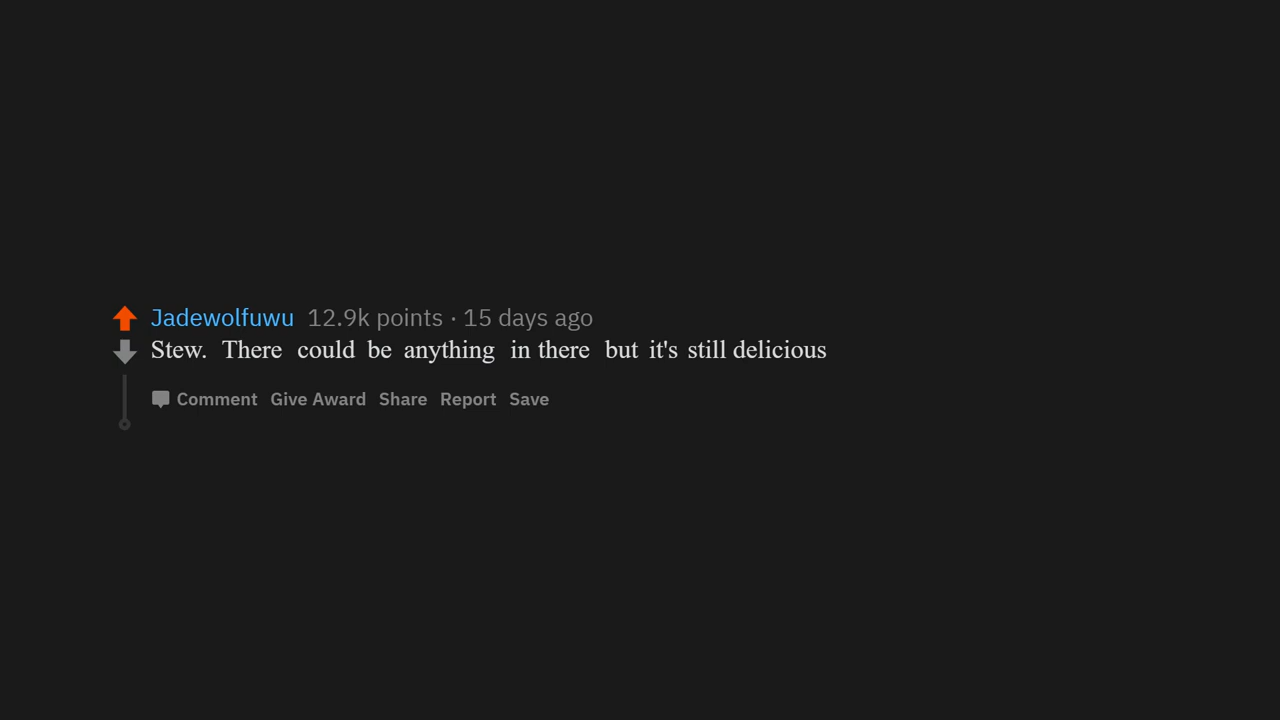 Jadewolfuwu 12.9k points · 15 days ago
Stew. There could be anything in there but it's still delicious
Comment Give Award Share Report Save